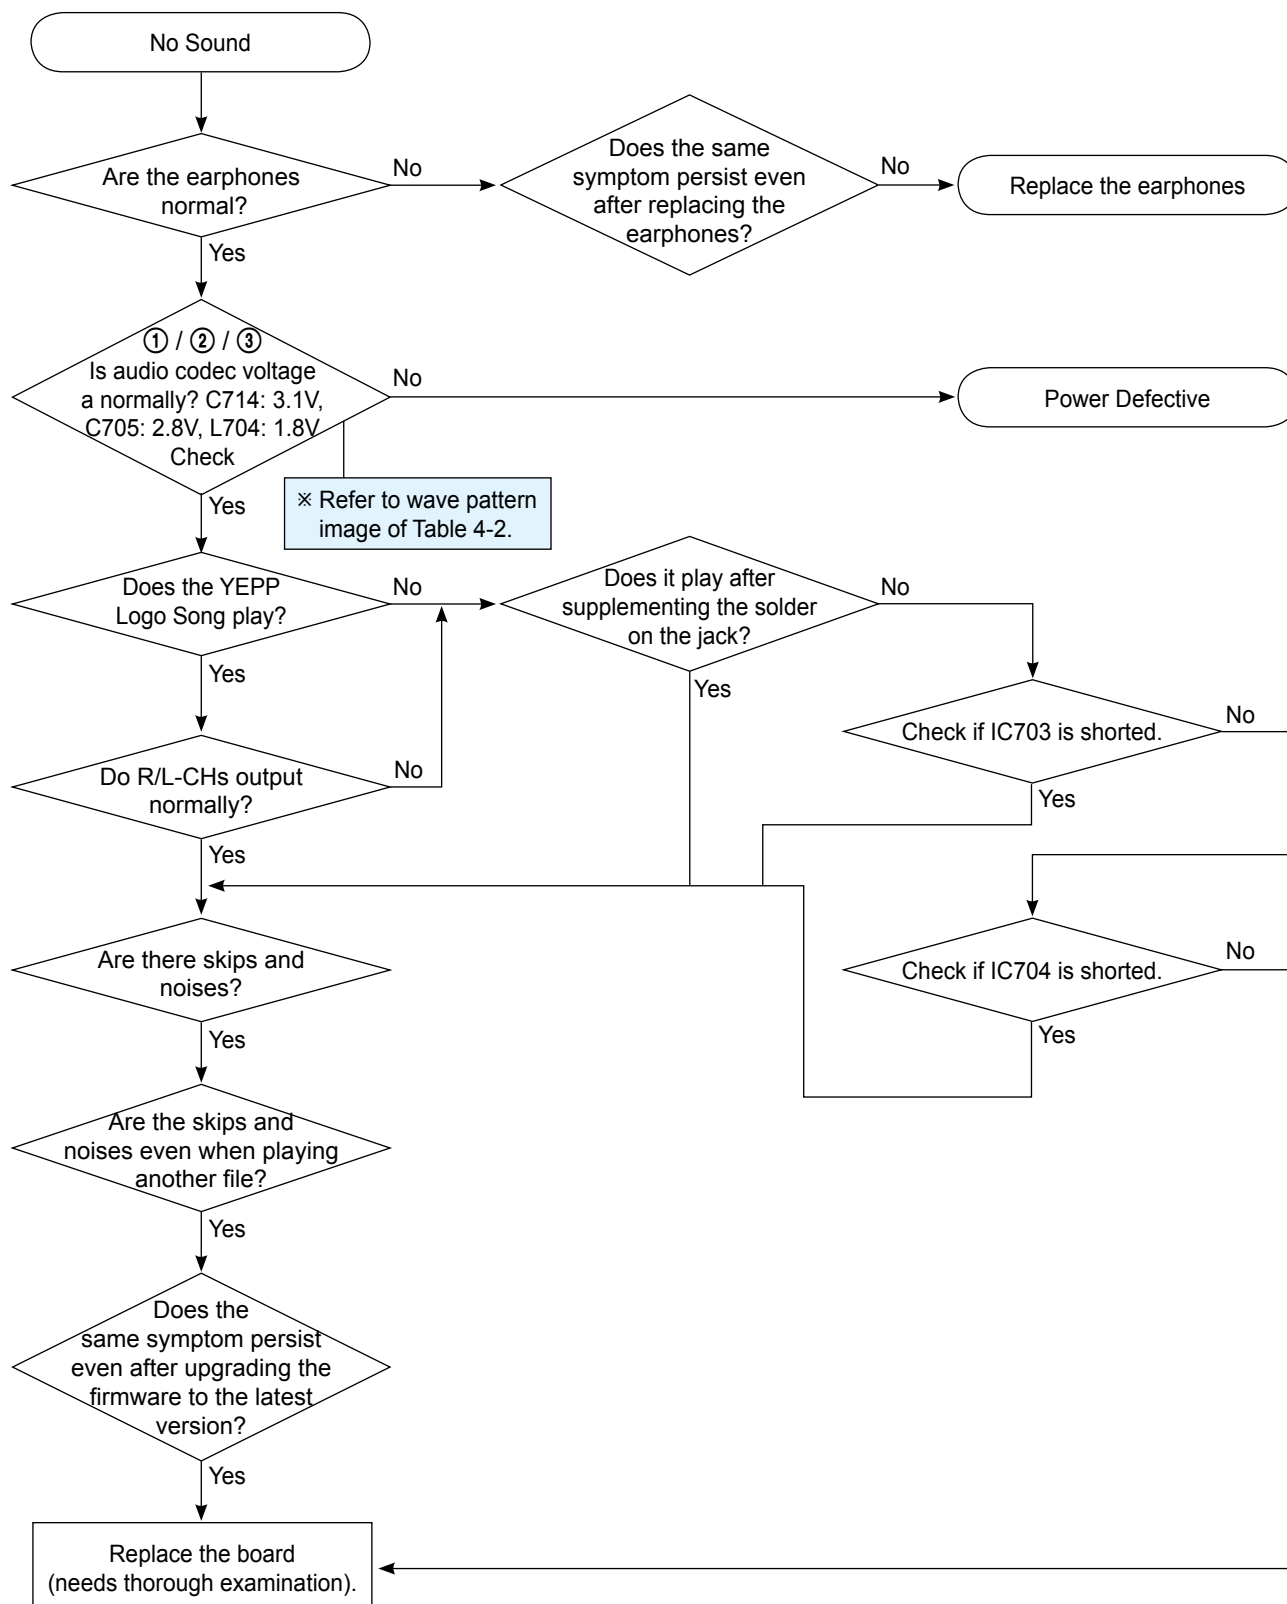 No Sound
Are the earphones
normal?
No
Does the same
symptom persist even
after replacing the
earphones?
No
Replace the earphones
Yes
① / ② / ③
Is audio codec voltage
a normally? C714: 3.1V,
C705: 2.8V, L704: 1.8V
Check
No
Power Defective
Yes
※ Refer to wave pattern
image of Table 4-2.
Does the YEPP
Logo Song play?
No
Does it play after
supplementing the solder
on the jack?
No
Yes
Yes
Check if IC703 is shorted.
No
Yes
Do R/L-CHs output
normally?
No
Yes
Are there skips and
noises?
Check if IC704 is shorted.
No
Yes
Yes
Are the skips and
noises even when playing
another file?
Yes
Does the
same symptom persist
even after upgrading the
firmware to the latest
version?
Yes
Replace the board
(needs thorough examination).